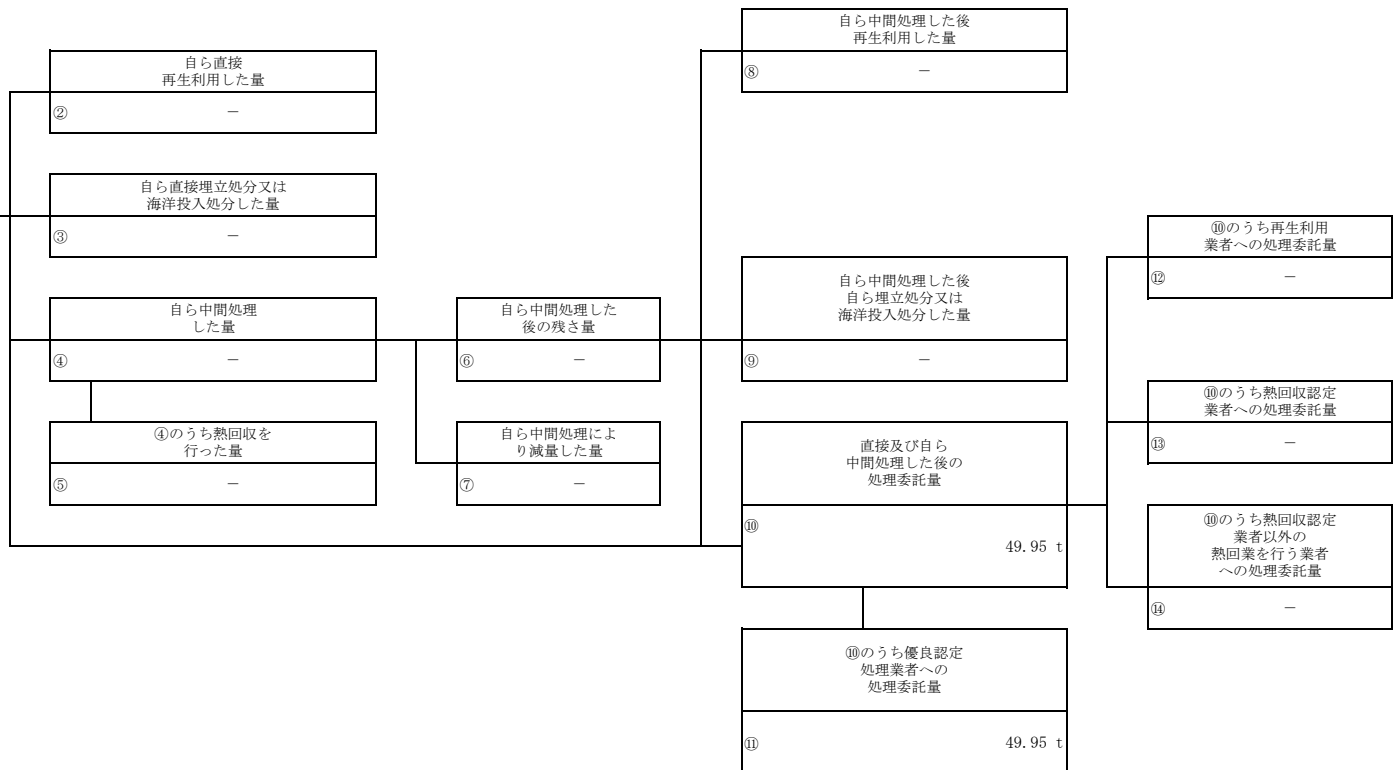 自ら直接
再生利用した量
② －
自ら直接埋立処分又は
海洋投入処分した量
③ －
自ら中間処理
した量
④ －
④のうち熱回収を
行った量
⑤ －
自ら中間処理した
後の残さ量
⑥ －
自ら中間処理によ
り減量した量
⑦ －
自ら中間処理した後
再生利用した量
⑧ －
自ら中間処理した後
自ら埋立処分又は
海洋投入処分した量
⑨ －
直接及び自ら
中間処理した後の
処理委託量
⑩
49.95 t
⑩のうち優良認定
処理業者への
処理委託量
⑪ 49.95 t
⑩のうち再生利用
業者への処理委託量
⑫ －
⑩のうち熱回収認定
業者への処理委託量
⑬ －
⑩のうち熱回収認定
業者以外の
熱回業を行う業者
への処理委託量
⑭ －